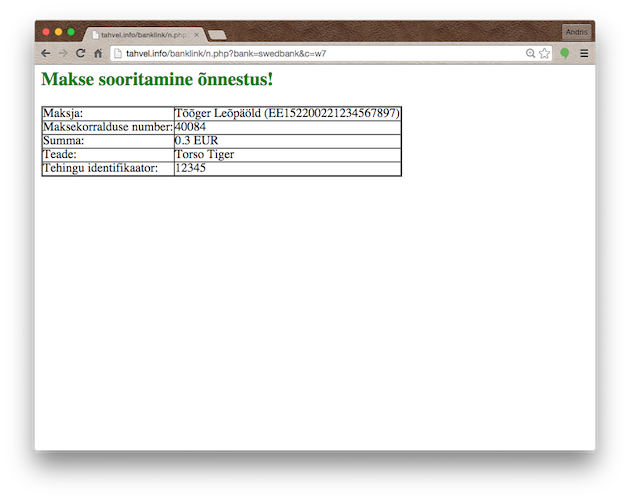 tahvel.info/banklink/n.php
Andris
tahvel.info/banklink/n.php?bank=swedbank&c=w7
Makse sooritamine õnnestus!
Maksja: Tõõger Leõpäöld (EE152200221234567897)
Maksekorralduse number: 40084
Summa: 0.3 EUR
Teade: Torso Tiger
Tehingu identifikaator: 12345